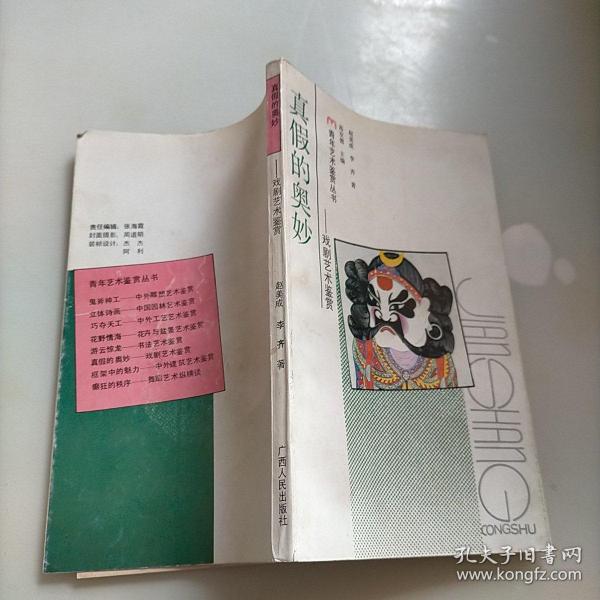 责任编辑:张海霞
封面摄影:周道明
装帧设计:杰杰
阿利
青年艺术鉴赏丛书
鬼斧神工——中外雕塑艺术鉴赏
立体诗画——中国园林艺术鉴赏
巧夺天工——中外工艺艺术鉴赏
花野情海——花卉与盆景艺术鉴赏
游云惊龙——书法艺术鉴赏
真假的奥妙——戏剧艺术鉴赏
框架中的魅力——中外建筑艺术鉴赏
癫狂的秩序——舞蹈艺术纵横谈
真假的奥妙
——戏剧艺术鉴赏
赵美成 李齐 著
广西人民出版社
真假的奥妙
——戏剧艺术鉴赏
青年艺术鉴赏丛书
主编
赵美成 李齐 著
JIANSHANG
CONGSHU
孔夫子旧书网
www.kongfz.com